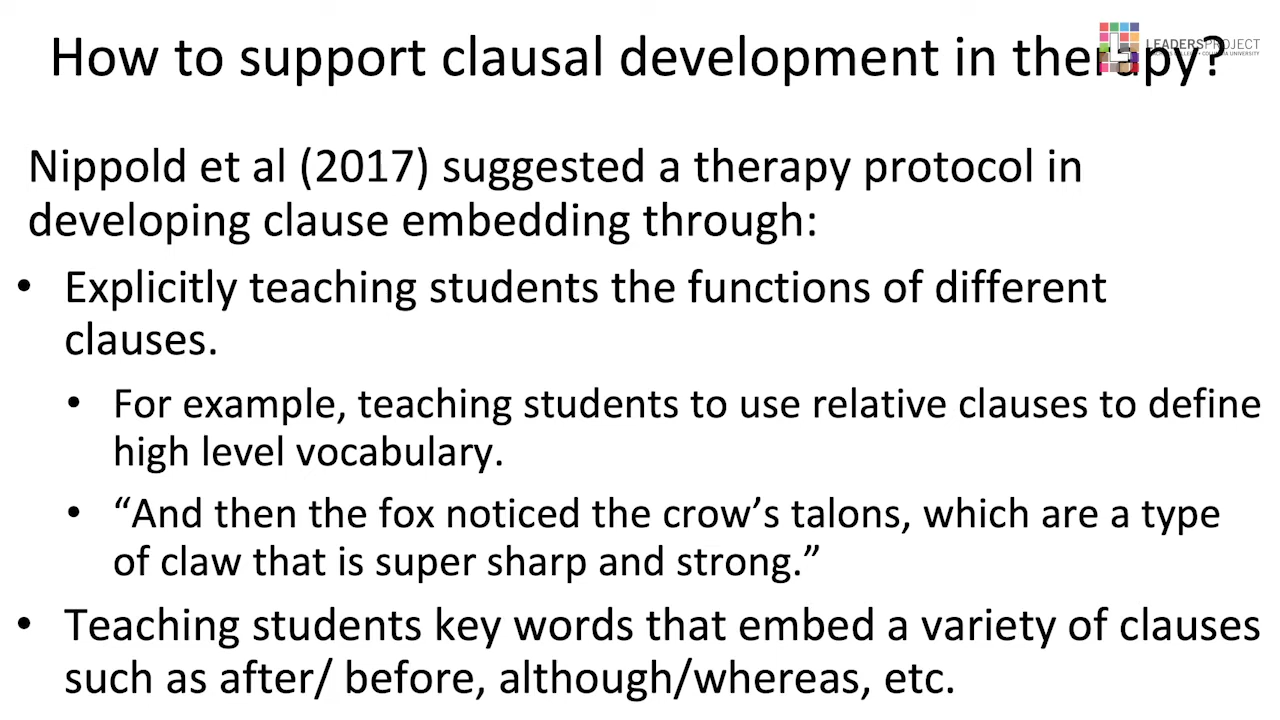 How to support clausal development in therapy?
LEADERSPROJECT
Nippold et al (2017) suggested a therapy protocol in
developing clause embedding through:
• Explicitly teaching students the functions of different
clauses.
• For example, teaching students to use relative clauses to define
high level vocabulary.
• “And then the fox noticed the crow’s talons, which are a type
of claw that is super sharp and strong.”
• Teaching students key words that embed a variety of clauses
such as after/ before, although/whereas, etc.